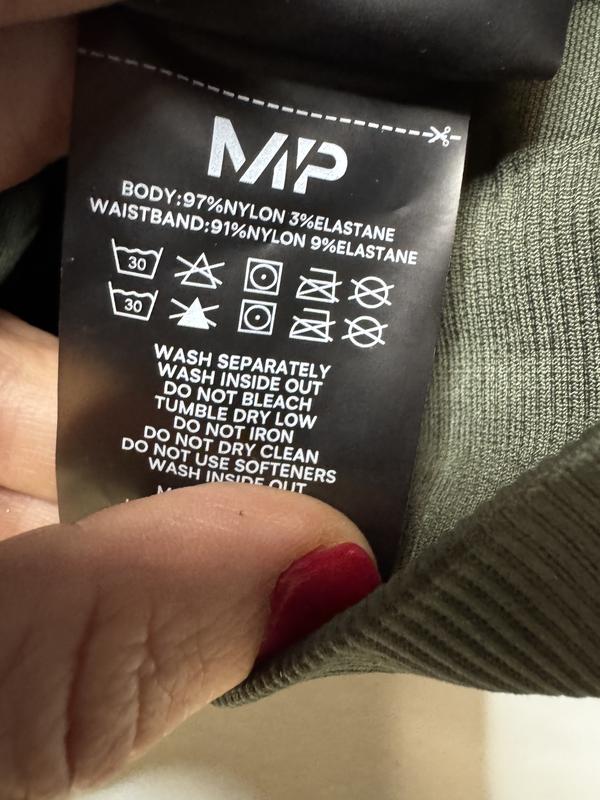 MP
BODY:97%NYLON 3%ELASTANE
WAISTBAND:91%NYLON 9%ELASTANE
30
30
WASH SEPARATELY
WASH INSIDE OUT
DO NOT BLEACH
TUMBLE DRY LOW
DO NOT IRON
DO NOT DRY CLEAN
DO NOT USE SOFTENERS
WASH INSIDE OUT